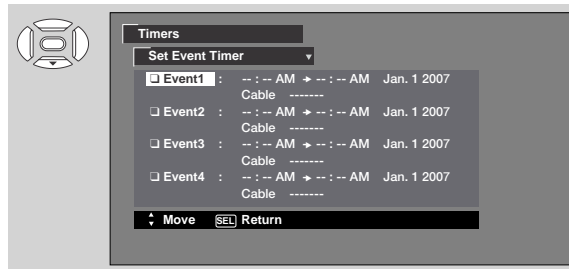 Timers
Set Event Timer ▼
❏ Event1 : -- : -- AM ➔ -- : -- AM Jan. 1 2007
Cable -------
❏ Event2 : -- : -- AM ➔ -- : -- AM Jan. 1 2007
Cable -------
❏ Event3 : -- : -- AM ➔ -- : -- AM Jan. 1 2007
Cable -------
❏ Event4 : -- : -- AM ➔ -- : -- AM Jan. 1 2007
Cable -------
Move SEL Return